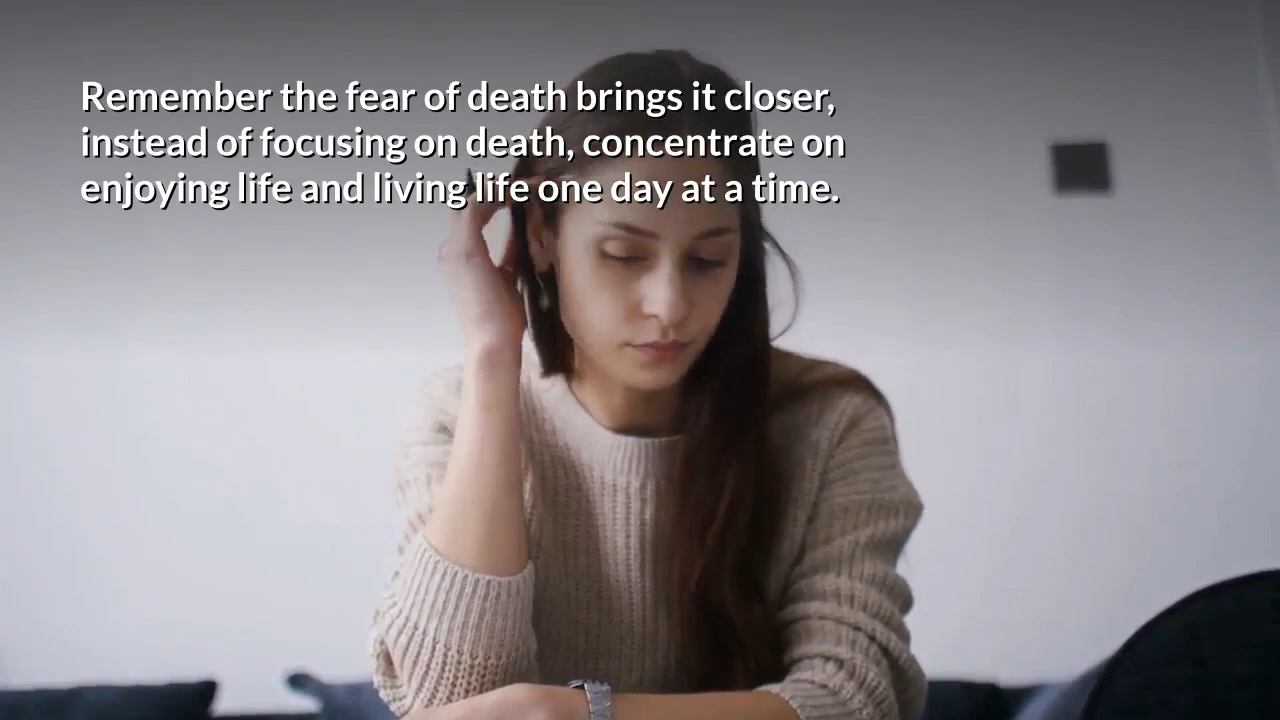 Remember the fear of death brings it closer,
instead of focusing on death, concentrate on
enjoying life and living life one day at a time.